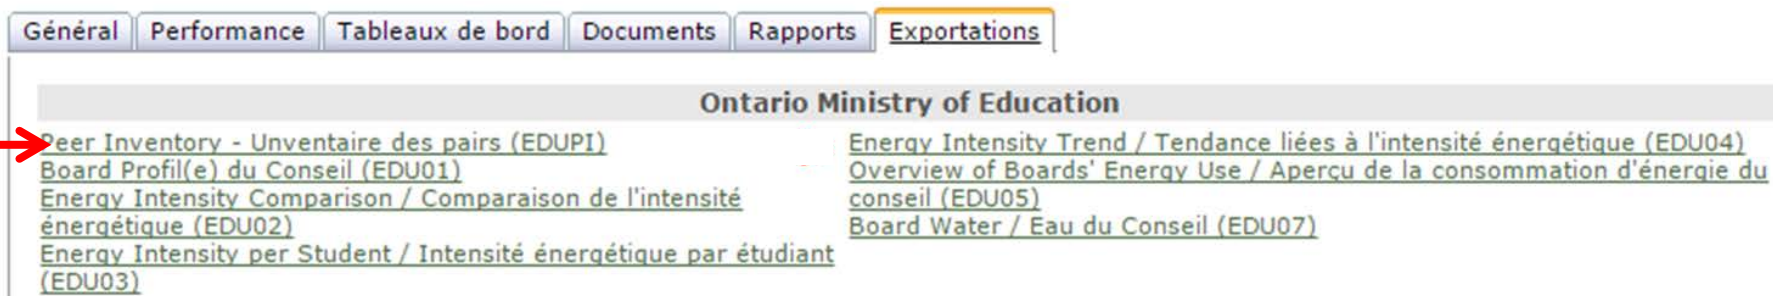 Général Performance Tableaux de bord Documents Rapports Exportations
Ontario Ministry of Education
Peer Inventory - Unventaire des pairs (EDUPI)
Board Profil(e) du Conseil (EDU01)
Energy Intensity Comparison / Comparaison de l'intensité
énergétique (EDU02)
Energy Intensity per Student / Intensité énergétique par étudiant
(EDU03)
Energy Intensity Trend / Tendance liées à l'intensité énergétique (EDU04)
Overview of Boards' Energy Use / Aperçu de la consommation d'énergie du
conseil (EDU05)
Board Water / Eau du Conseil (EDU07)